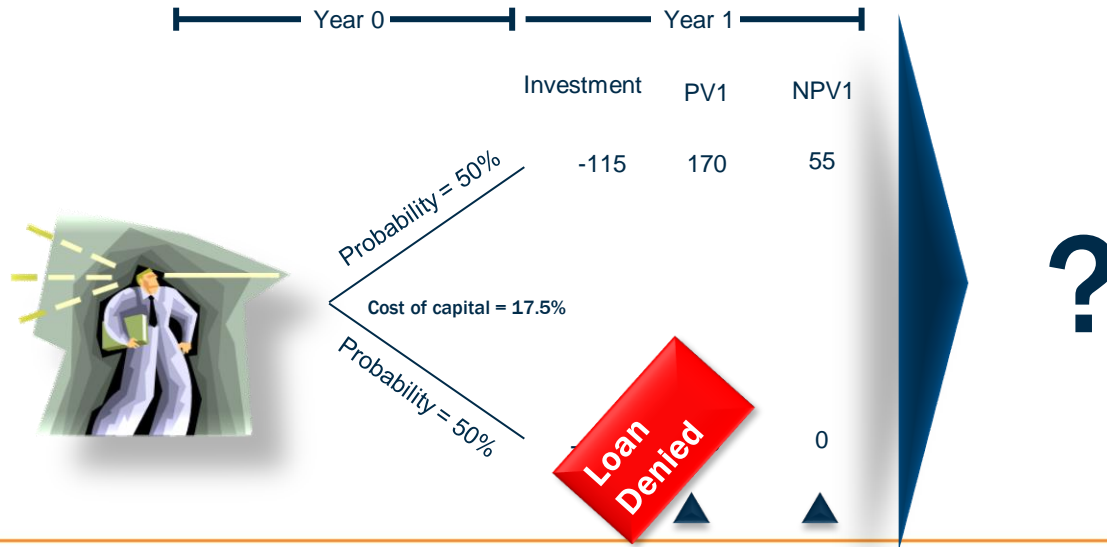 Year 0 Year 1
Investment PV1 NPV1
Probability = 50% -115 170 55
Cost of capital = 17.5%
?
Probability = 50% 0
Loan
Denied